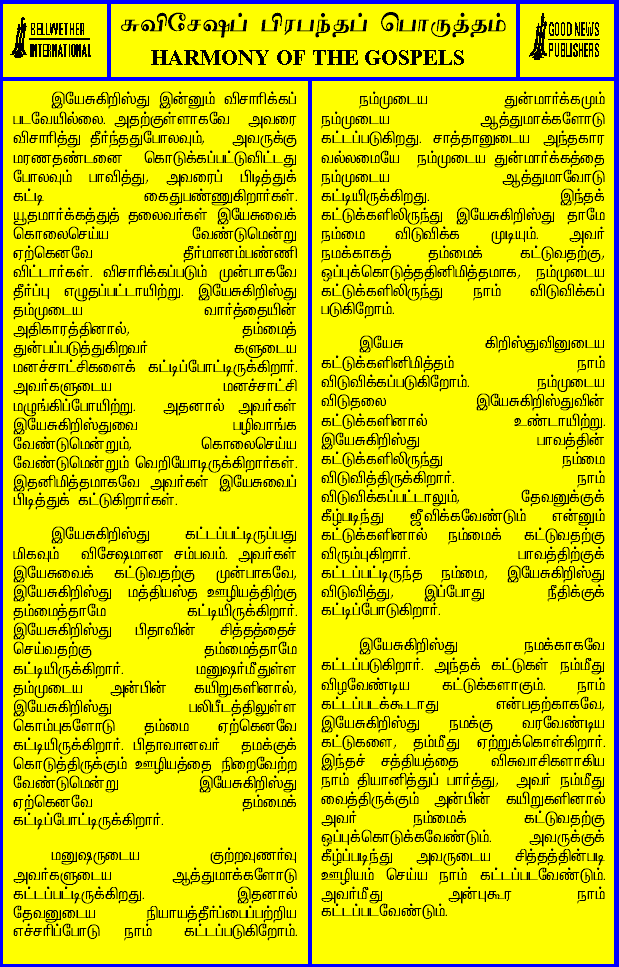 BELLWETHER
INTERNATIONAL
சுவிசேஷப் பிரபந்தப் பொருத்தம்
HARMONY OF THE GOSPELS
GOOD NEWS
PUBLISHERS
இயேசுகிறிஸ்து இன்னும் விசாரிக்கப்
படவேயில்லை. அதற்குள்ளாகவே அவரை
விசாரித்து தீர்ந்ததுபோலவும், அவருக்கு
மரணதண்டனை கொடுக்கப்பட்டுவிட்டது
போலவும் பாவித்து, அவரைப் பிடித்துக்
கட்டி கைதுபண்ணுகிறார்கள்.
யூதமார்க்கத்துத் தலைவர்கள் இயேசுவைக்
கொலைசெய்ய வேண்டுமென்று
ஏற்கெனவே தீர்மானம்பண்ணி
விட்டார்கள். விசாரிக்கப்படும் முன்பாகவே
தீர்ப்பு எழுதப்பட்டாயிற்று. இயேசுகிறிஸ்து
தம்முடைய வார்த்தையின்
அதிகாரத்தினால், தம்மைத்
துன்பப்படுத்துகிறவர் களுடைய
மனச்சாட்சிகளைக் கட்டிப்போட்டிருக்கிறார்.
அவர்களுடைய மனச்சாட்சி
மழுங்கிப்போயிற்று. அதனால் அவர்கள்
இயேசுகிறிஸ்துவை பழிவாங்க
வேண்டுமென்றும், கொலைசெய்ய
வேண்டுமென்றும் வெறியோடிருக்கிறார்கள்.
இதனிமித்தமாகவே அவர்கள் இயேசுவைப்
பிடித்துக் கட்டுகிறார்கள்.
இயேசுகிறிஸ்து கட்டப்பட்டிருப்பது
மிகவும் விசேஷமான சம்பவம். அவர்கள்
இயேசுவைக் கட்டுவதற்கு முன்பாகவே,
இயேசுகிறிஸ்து மத்தியஸ்த ஊழியத்திற்கு
தம்மைத்தாமே கட்டியிருக்கிறார்.
இயேசுகிறிஸ்து பிதாவின் சித்தத்தைச்
செய்வதற்கு தம்மைத்தாமே
கட்டியிருக்கிறார். மனுஷர்மீதுள்ள
தம்முடைய அன்பின் கயிறுகளினால்,
இயேசுகிறிஸ்து பலிபீடத்திலுள்ள
கொம்புகளோடு தம்மை ஏற்கெனவே
கட்டியிருக்கிறார். பிதாவானவர் தமக்குக்
கொடுத்திருக்கும் ஊழியத்தை நிறைவேற்ற
வேண்டுமென்று இயேசுகிறிஸ்து
ஏற்கெனவே தம்மைக்
கட்டிப்போட்டிருக்கிறார்.
மனுஷருடைய குற்றவுணர்வு
அவர்களுடைய ஆத்துமாக்களோடு
கட்டப்பட்டிருக்கிறது. இதனால்
தேவனுடைய நியாயத்தீர்ப்பைப்பற்றிய
எச்சரிப்போடு நாம் கட்டப்படுகிறோம்.
நம்முடைய துன்மார்க்கமும்
நம்முடைய ஆத்துமாக்களோடு
கட்டப்படுகிறது. சாத்தானுடைய அந்தகார
வல்லமையே நம்முடைய துன்மார்க்கத்தை
நம்முடைய ஆத்துமாவோடு
கட்டியிருக்கிறது. இந்தக்
கட்டுக்களிலிருந்து இயேசுகிறிஸ்து தாமே
நம்மை விடுவிக்க முடியும். அவர்
நமக்காகத் தம்மைக் கட்டுவதற்கு,
ஒப்புக்கொடுத்ததினிமித்தமாக, நம்முடைய
கட்டுக்களிலிருந்து நாம் விடுவிக்கப்
படுகிறோம்.
இயேசு கிறிஸ்துவினுடைய
கட்டுக்களினிமித்தம் நாம்
விடுவிக்கப்படுகிறோம். நம்முடைய
விடுதலை இயேசுகிறிஸ்துவின்
கட்டுக்களினால் உண்டாயிற்று.
இயேசுகிறிஸ்து பாவத்தின்
கட்டுக்களிலிருந்து நம்மை
விடுவித்திருக்கிறார். நாம்
விடுவிக்கப்பட்டாலும், தேவனுக்குக்
கீழ்படிந்து ஜீவிக்கவேண்டும் என்னும்
கட்டுக்களினால் நம்மைக் கட்டுவதற்கு
விரும்புகிறார். பாவத்திற்குக்
கட்டப்பட்டிருந்த நம்மை, இயேசுகிறிஸ்து
விடுவித்து, இப்போது நீதிக்குக்
கட்டிப்போடுகிறார்.
இயேசுகிறிஸ்து நமக்காகவே
கட்டப்படுகிறார். அந்தக் கட்டுகள் நம்மீது
விழவேண்டிய கட்டுக்களாகும். நாம்
கட்டப்படக்கூடாது என்பதற்காகவே,
இயேசுகிறிஸ்து நமக்கு வரவேண்டிய
கட்டுகளை, தம்மீது ஏற்றுக்கொள்கிறார்.
இந்தச் சத்தியத்தை விசுவாசிகளாகிய
நாம் தியானித்துப் பார்த்து, அவர் நம்மீது
வைத்திருக்கும் அன்பின் கயிறுகளினால்
அவர் நம்மைக் கட்டுவதற்கு
ஒப்புக்கொடுக்கவேண்டும். அவருக்குக்
கீழ்ப்படிந்து அவருடைய சித்தத்தின்படி
ஊழியம் செய்ய நாம் கட்டப்படவேண்டும்.
அவர்மீது அன்புகூர நாம்
கட்டப்படவேண்டும்.